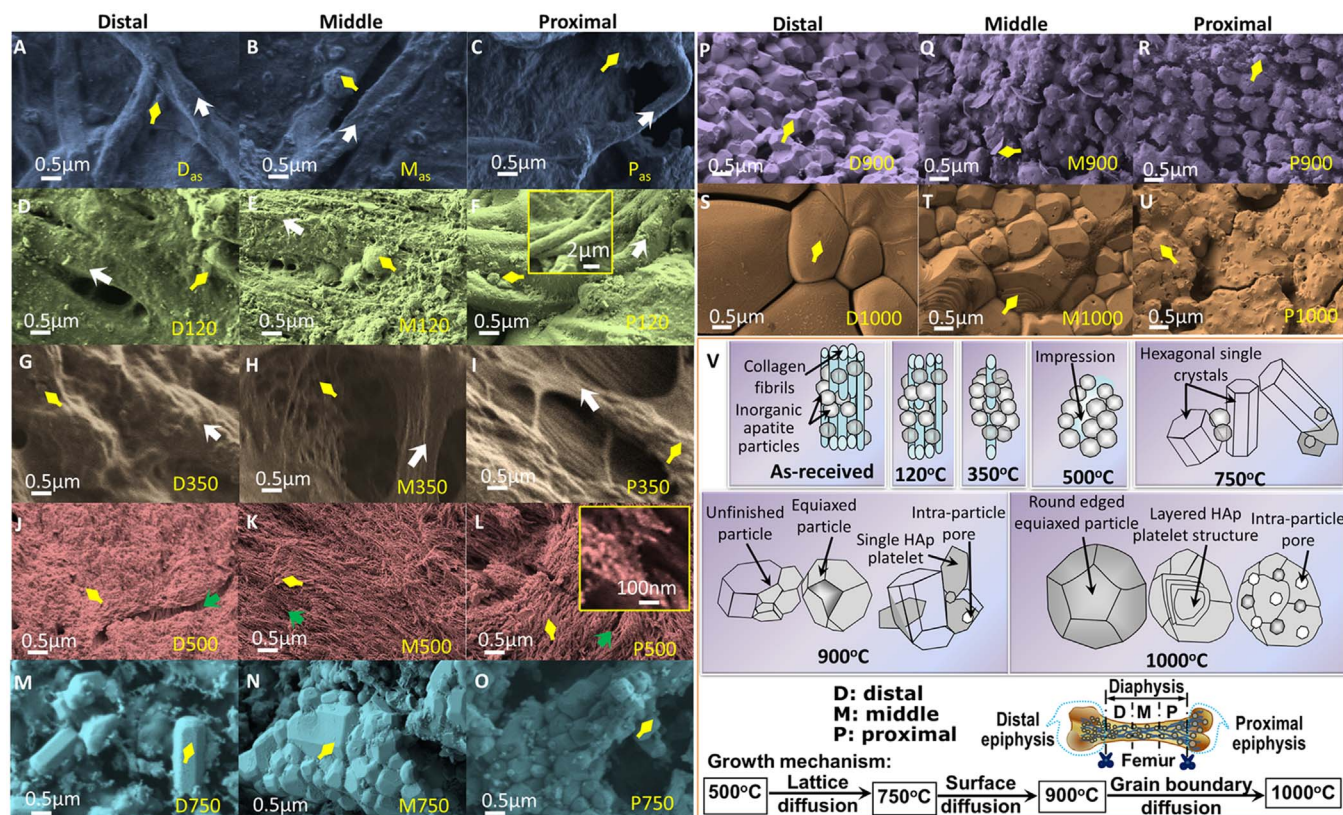 Distal Middle Proximal
A B C
0.5μm 0.5μm 0.5μm
Das Mas Pas
D E F
2μm
0.5μm 0.5μm 0.5μm
D120 M120 P120
G H I
0.5μm 0.5μm 0.5μm
D350 M350 P350
J K L
100nm
0.5μm 0.5μm 0.5μm
D500 M500 P500
M N O
0.5μm 0.5μm 0.5μm
D750 M750 P750
Distal Middle Proximal
P Q R
0.5μm 0.5μm 0.5μm
D900 M900 P900
S T U
0.5μm 0.5μm 0.5μm
D1000 M1000 P1000
V
Collagen
fibrils
Inorganic
apatite
particles
As-received
120°C
350°C
Impression
500°C
Hexagonal single
crystals
750°C
Unfinished
particle
Equiaxed
particle
Single HAp
platelet
Intra-particle
pore
900°C
Round edged
equiaxed particle
Layered HAp
platelet structure
Intra-particle
pore
1000°C
D: distal
M: middle
P: proximal
Diaphysis
D M P
Distal
epiphysis
Proximal
epiphysis
Femur
Growth mechanism:
500°C Lattice diffusion 750°C Surface diffusion 900°C Grain boundary diffusion 1000°C